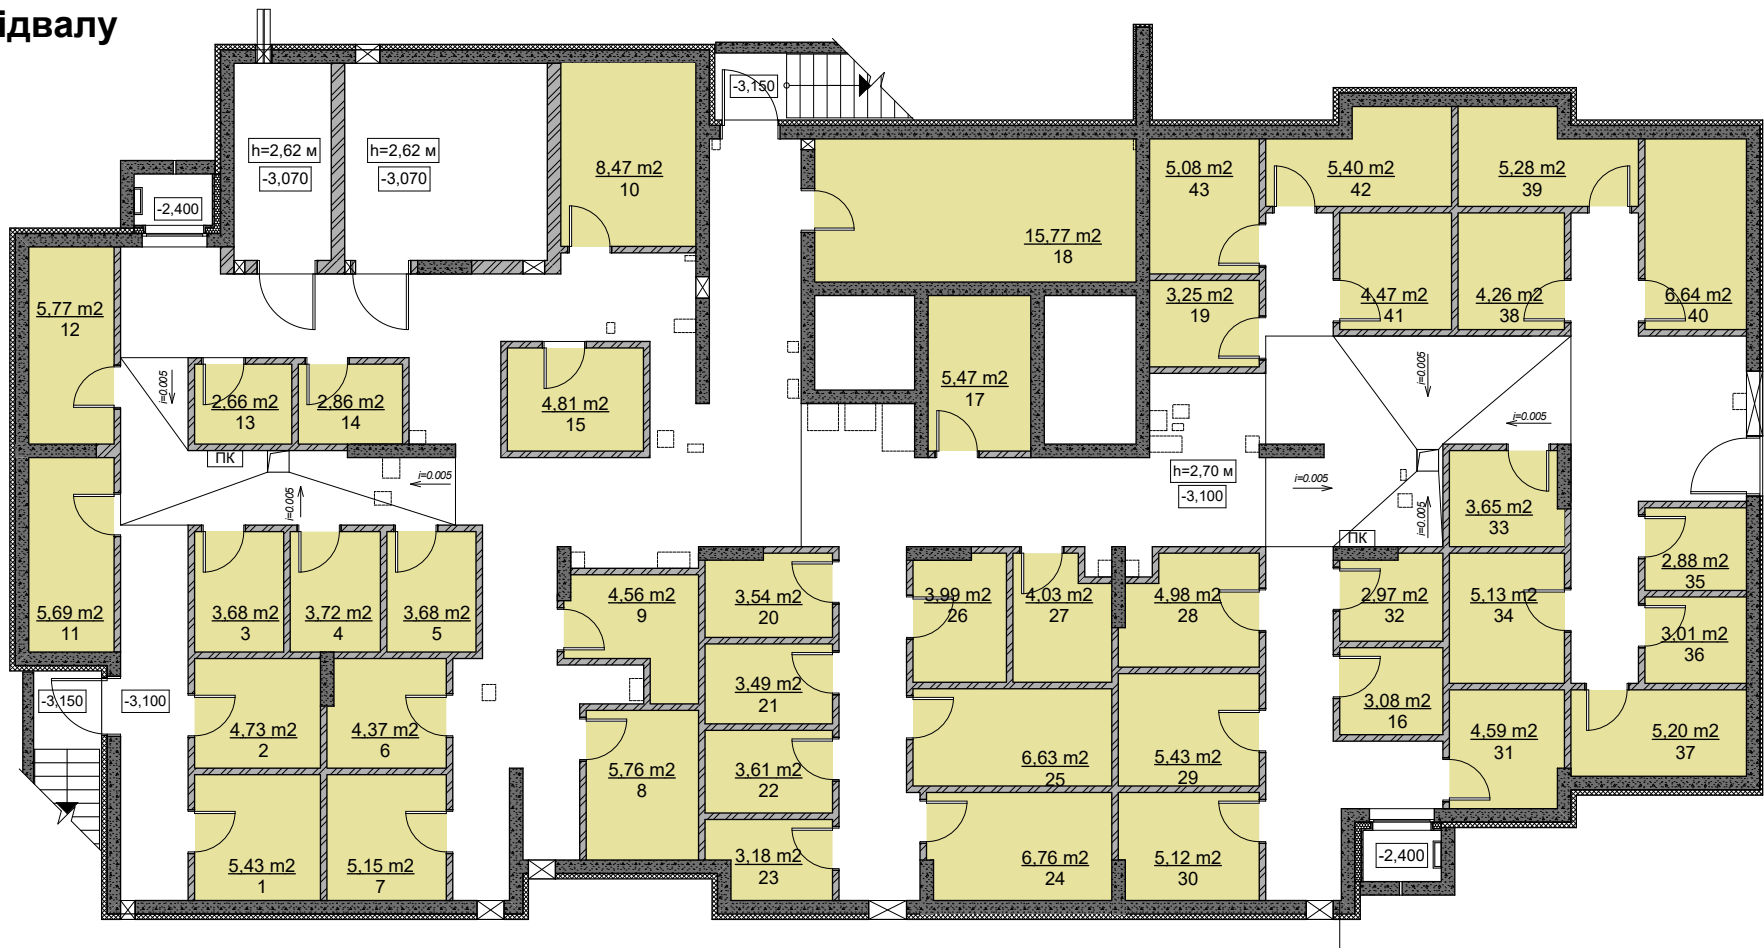 ідвалу
-3,150
h=2,62 м
-3,070
h=2,62 м
-3,070
8,47 m2
10
-2,400
15,77 m2
18
5,08 m2
43
5,40 m2
42
5,28 m2
39
5,77 m2
12
3,25 m2
19
4,47 m2
41
4,26 m2
38
6,64 m2
40
i=0.005
2,66 m2
13
2,86 m2
14
4,81 m2
15
5,47 m2
17
i=0.005
i=0.005
ПК
i=0.005
i=0.005
h=2,70 м
-3,100
i=0.005
i=0.005
ПК
3,65 m2
33
5,69 m2
11
3,68 m2
3
3,72 m2
4
3,68 m2
5
4,56 m2
9
3,54 m2
20
3,99 m2
26
4,03 m2
27
4,98 m2
28
2,97 m2
32
5,13 m2
34
2,88 m2
35
3,01 m2
36
-3,150
-3,100
4,73 m2
2
4,37 m2
6
3,49 m2
21
3,08 m2
16
4,59 m2
31
5,20 m2
37
5,76 m2
8
3,61 m2
22
6,63 m2
25
5,43 m2
29
5,43 m2
1
5,15 m2
7
3,18 m2
23
6,76 m2
24
5,12 m2
30
-2,400